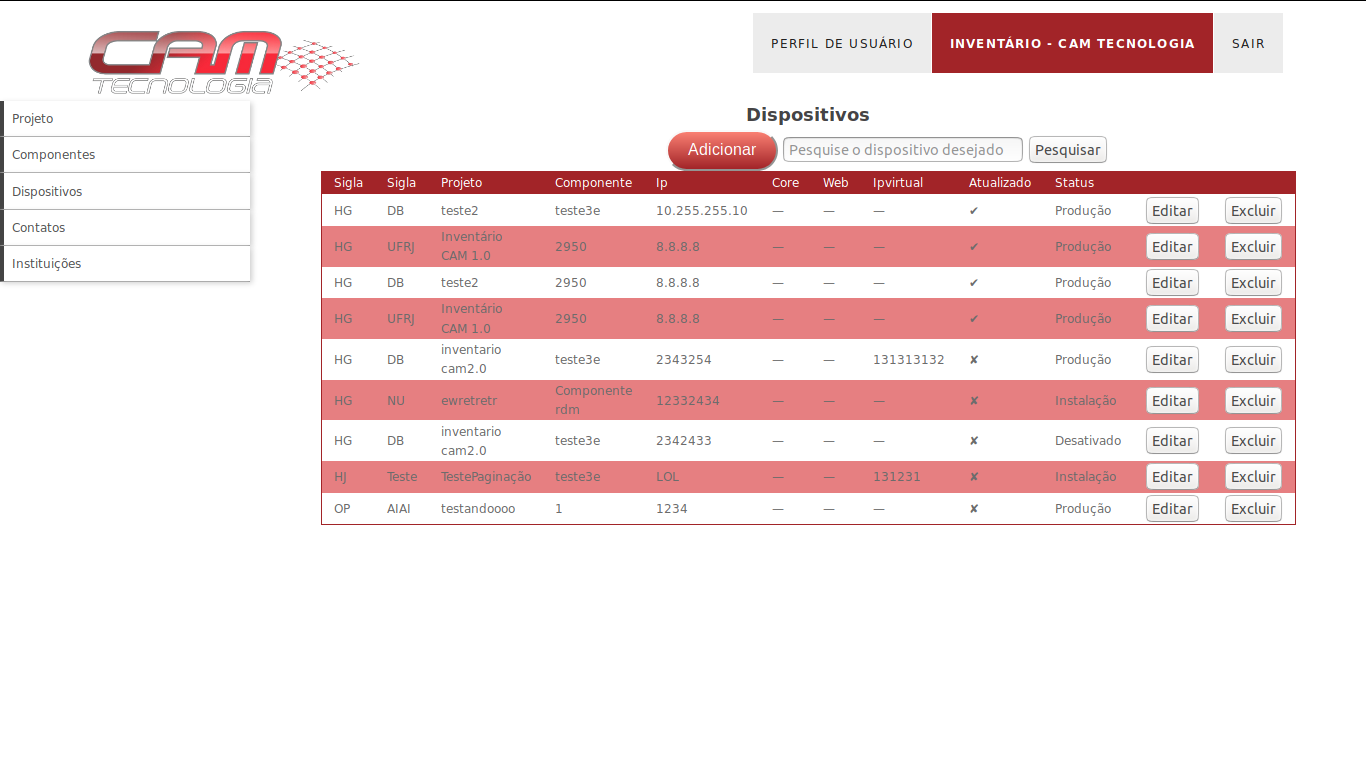 CAM
TECNOLOGIA
PERFIL DE USUÁRIO INVENTÁRIO - CAM TECNOLOGIA SAIR
Projeto
Componentes
Dispositivos
Contatos
Instituições
Dispositivos
Adicionar Pesquise o dispositivo desejado Pesquisar
Sigla Sigla Projeto Componente Ip Core Web Ipvirtual Atualizado Status
HG DB teste2 teste3e 10.255.255.10 — — — ✔ Produção Editar Excluir
HG UFRJ Inventário CAM 1.0 2950 8.8.8.8 — — — ✔ Produção Editar Excluir
HG DB teste2 2950 8.8.8.8 — — — ✔ Produção Editar Excluir
HG UFRJ Inventário CAM 1.0 2950 8.8.8.8 — — — ✔ Produção Editar Excluir
HG DB inventario cam2.0 teste3e 2343254 — — 131313132 ✘ Produção Editar Excluir
HG NU ewretretr Componente rdm 12332434 — — — ✘ Instalação Editar Excluir
HG DB inventario cam2.0 teste3e 2342433 — — — ✘ Desativado Editar Excluir
HJ Teste TestePaginação teste3e LOL — — 131231 ✘ Instalação Editar Excluir
OP AIAI testandoooo 1 1234 — — — ✘ Produção Editar Excluir